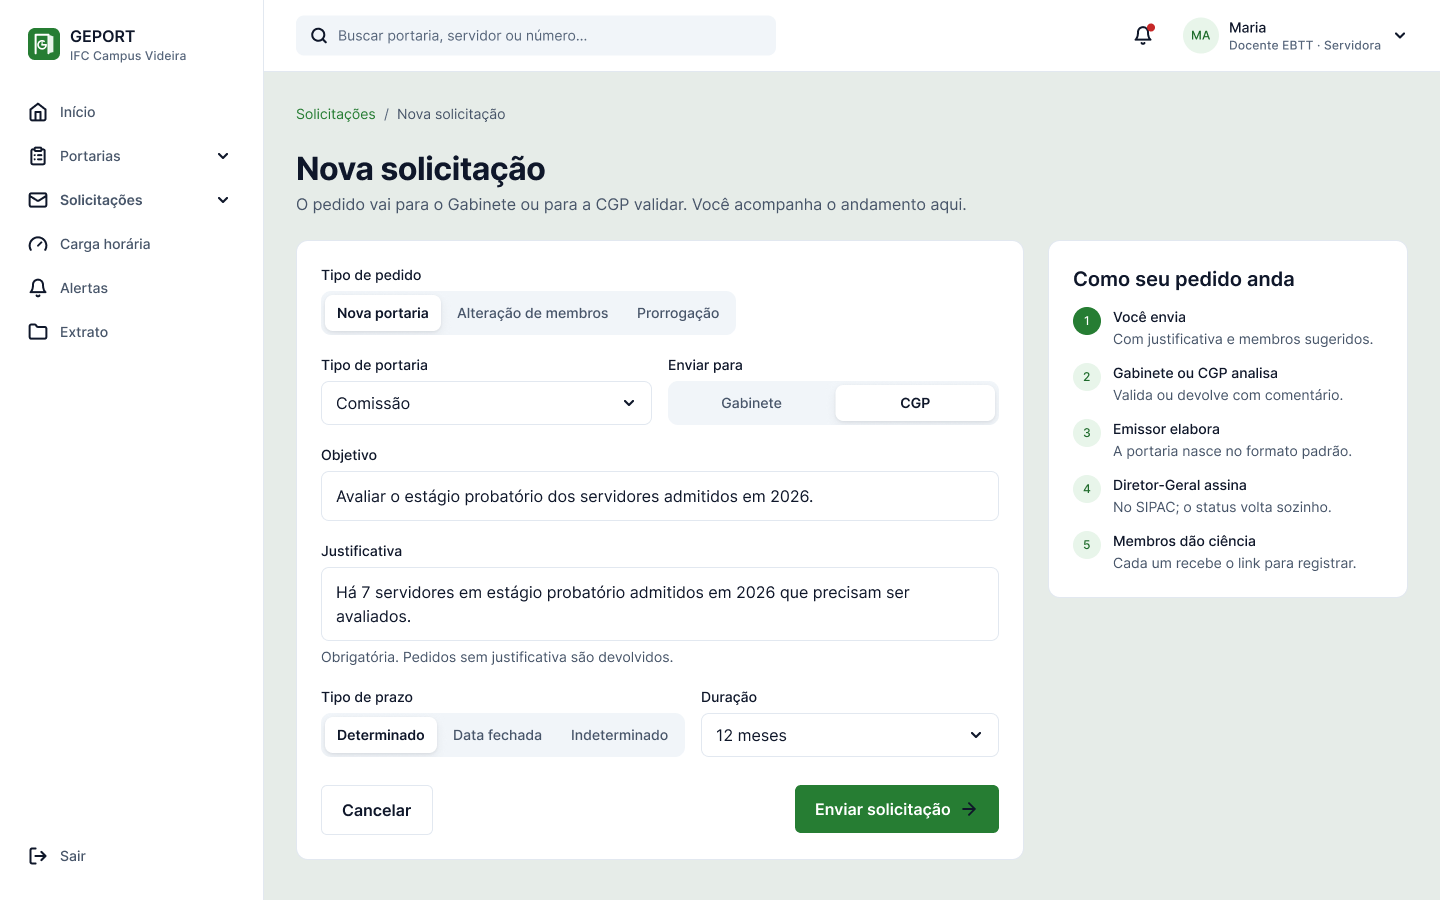 GEPORT
IFC Campus Videira
Início
Portarias
Solicitações
Carga horária
Alertas
Extrato
Sair
Buscar portaria, servidor ou número...
MA
Maria
Docente EBTT · Servidora
Solicitações / Nova solicitação
Nova solicitação
O pedido vai para o Gabinete ou para a CGP validar. Você acompanha o andamento aqui.
Tipo de pedido
Nova portaria
Alteração de membros
Prorrogação
Tipo de portaria
Comissão
Enviar para
Gabinete
CGP
Objetivo
Avaliar o estágio probatório dos servidores admitidos em 2026.
Justificativa
Há 7 servidores em estágio probatório admitidos em 2026 que precisam ser
avaliados.
Obrigatória. Pedidos sem justificativa são devolvidos.
Tipo de prazo
Determinado
Data fechada
Indeterminado
Duração
12 meses
Cancelar
Enviar solicitação
Como seu pedido anda
1
Você envia
Com justificativa e membros sugeridos.
2
Gabinete ou CGP analisa
Valida ou devolve com comentário.
3
Emissor elabora
A portaria nasce no formato padrão.
4
Diretor-Geral assina
No SIPAC; o status volta sozinho.
5
Membros dão ciência
Cada um recebe o link para registrar.